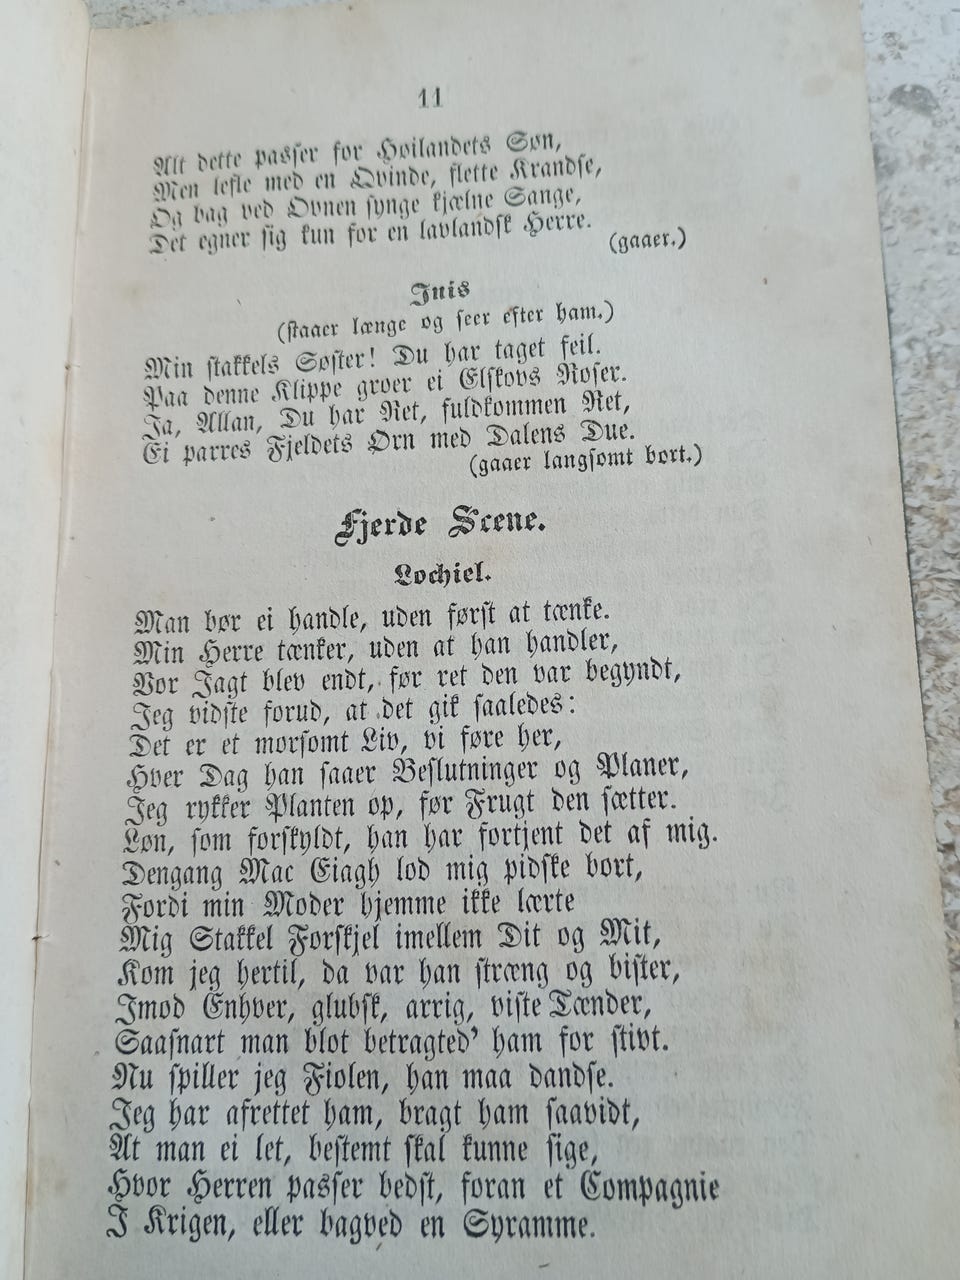 11
Alt dette passer for Høilandets Søn,
Men lefle med en Qvinde, flette Krandse,
Og bag ved Ovnen synge kjælne Sange,
Det egner sig kun for en lavlandsk Herre.
(gaaer.)
Inis
(staaer længe og seer efter ham.)
Min stakkels Søster! Du har taget feil.
Paa denne Klippe groer ei Elskovs Roser.
Ja, Allan, Du har Ret, fuldkommen Ret,
Ei parres Fjeldets Ørn med Dalens Due.
(gaaer langsomt bort.)
Fjerde Scene.
Lochiel.
Man bør ei handle, uden først at tænke.
Min Herre tænker, uden at han handler,
Vor Jagt blev endt, før ret den var begyndt,
Jeg vidste forud, at det gik saaledes:
Det er et morsomt Liv, vi føre her,
Hver Dag han saaer Beslutninger og Planer,
Jeg rykker Planten op, før Frugt den sætter.
Løn, som forskyldt, han har fortjent det af mig.
Dengang Mac Eiagh lod mig pidske bort,
Fordi min Moder hjemme ikke lærte
Mig Stakkel Forskjel imellem Dit og Mit,
Kom jeg hertil, da var han stræng og bister,
Imod Enhver, glubsk, arrig, viste Tænder,
Saasnart man blot betragted' ham for stivt.
Nu spiller jeg Fiolen, han maa dandse.
Jeg har afrettet ham, bragt ham saavidt,
At man ei let, bestemt skal kunne sige,
Hvor Herren passer bedst, foran et Compagnie
I Krigen, eller bagved en Syramme.